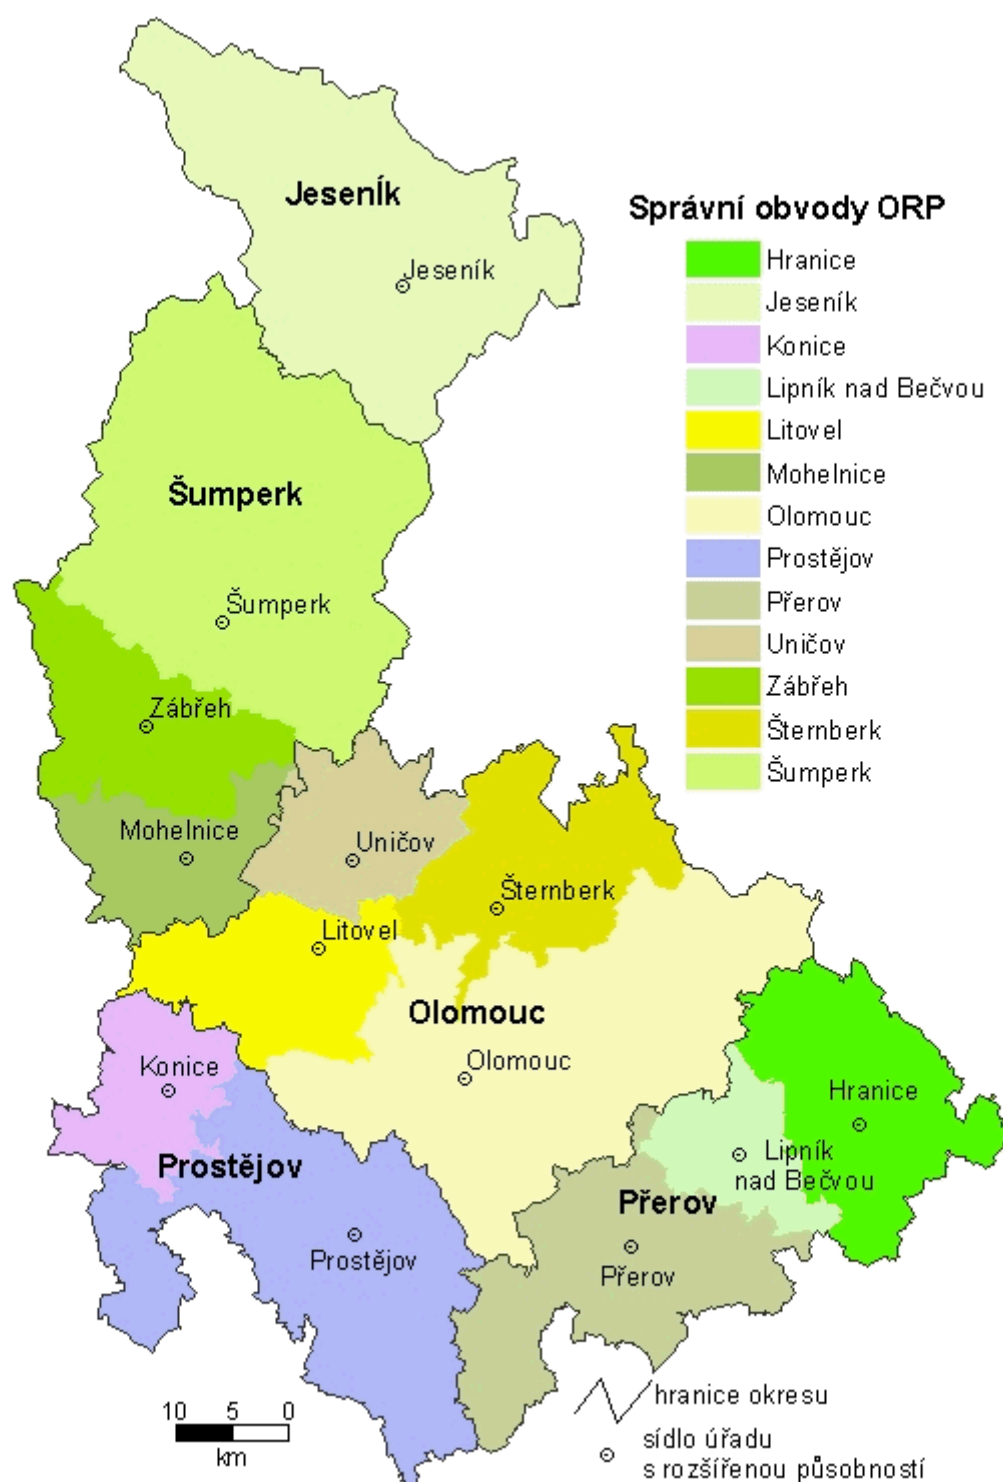 Jeseník
Jeseník
Správní obvody ORP
Hranice
Jeseník
Konice
Lipník nad Bečvou
Litovel
Mohelnice
Olomouc
Prostějov
Přerov
Uničov
Zábřeh
Šternberk
Šumperk
Šumperk
Šumperk
Zábřeh
Mohelnice
Uničov
Šternberk
Litovel
Olomouc
Olomouc
Konice
Hranice
Prostějov
Lipník
nad Bečvou
Přerov
Prostějov
Přerov
10 5 0
km
hranice okresu
sídlo úřadu
s rozšířenou působností